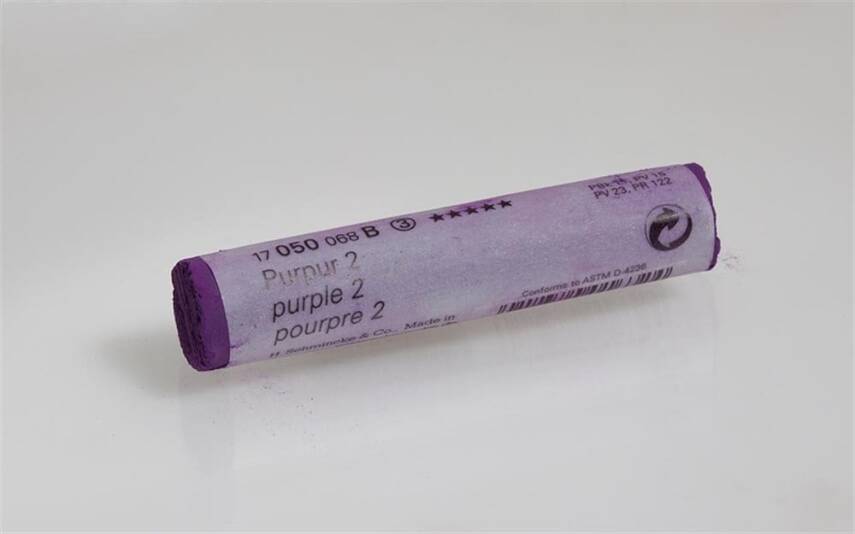 17 050 068 B ③ ★★★★★
Purpur 2
purple 2
pourpre 2
H. Schmincke & Co., Made in
PV 23, PR 122
Conforms to ASTM D-4236